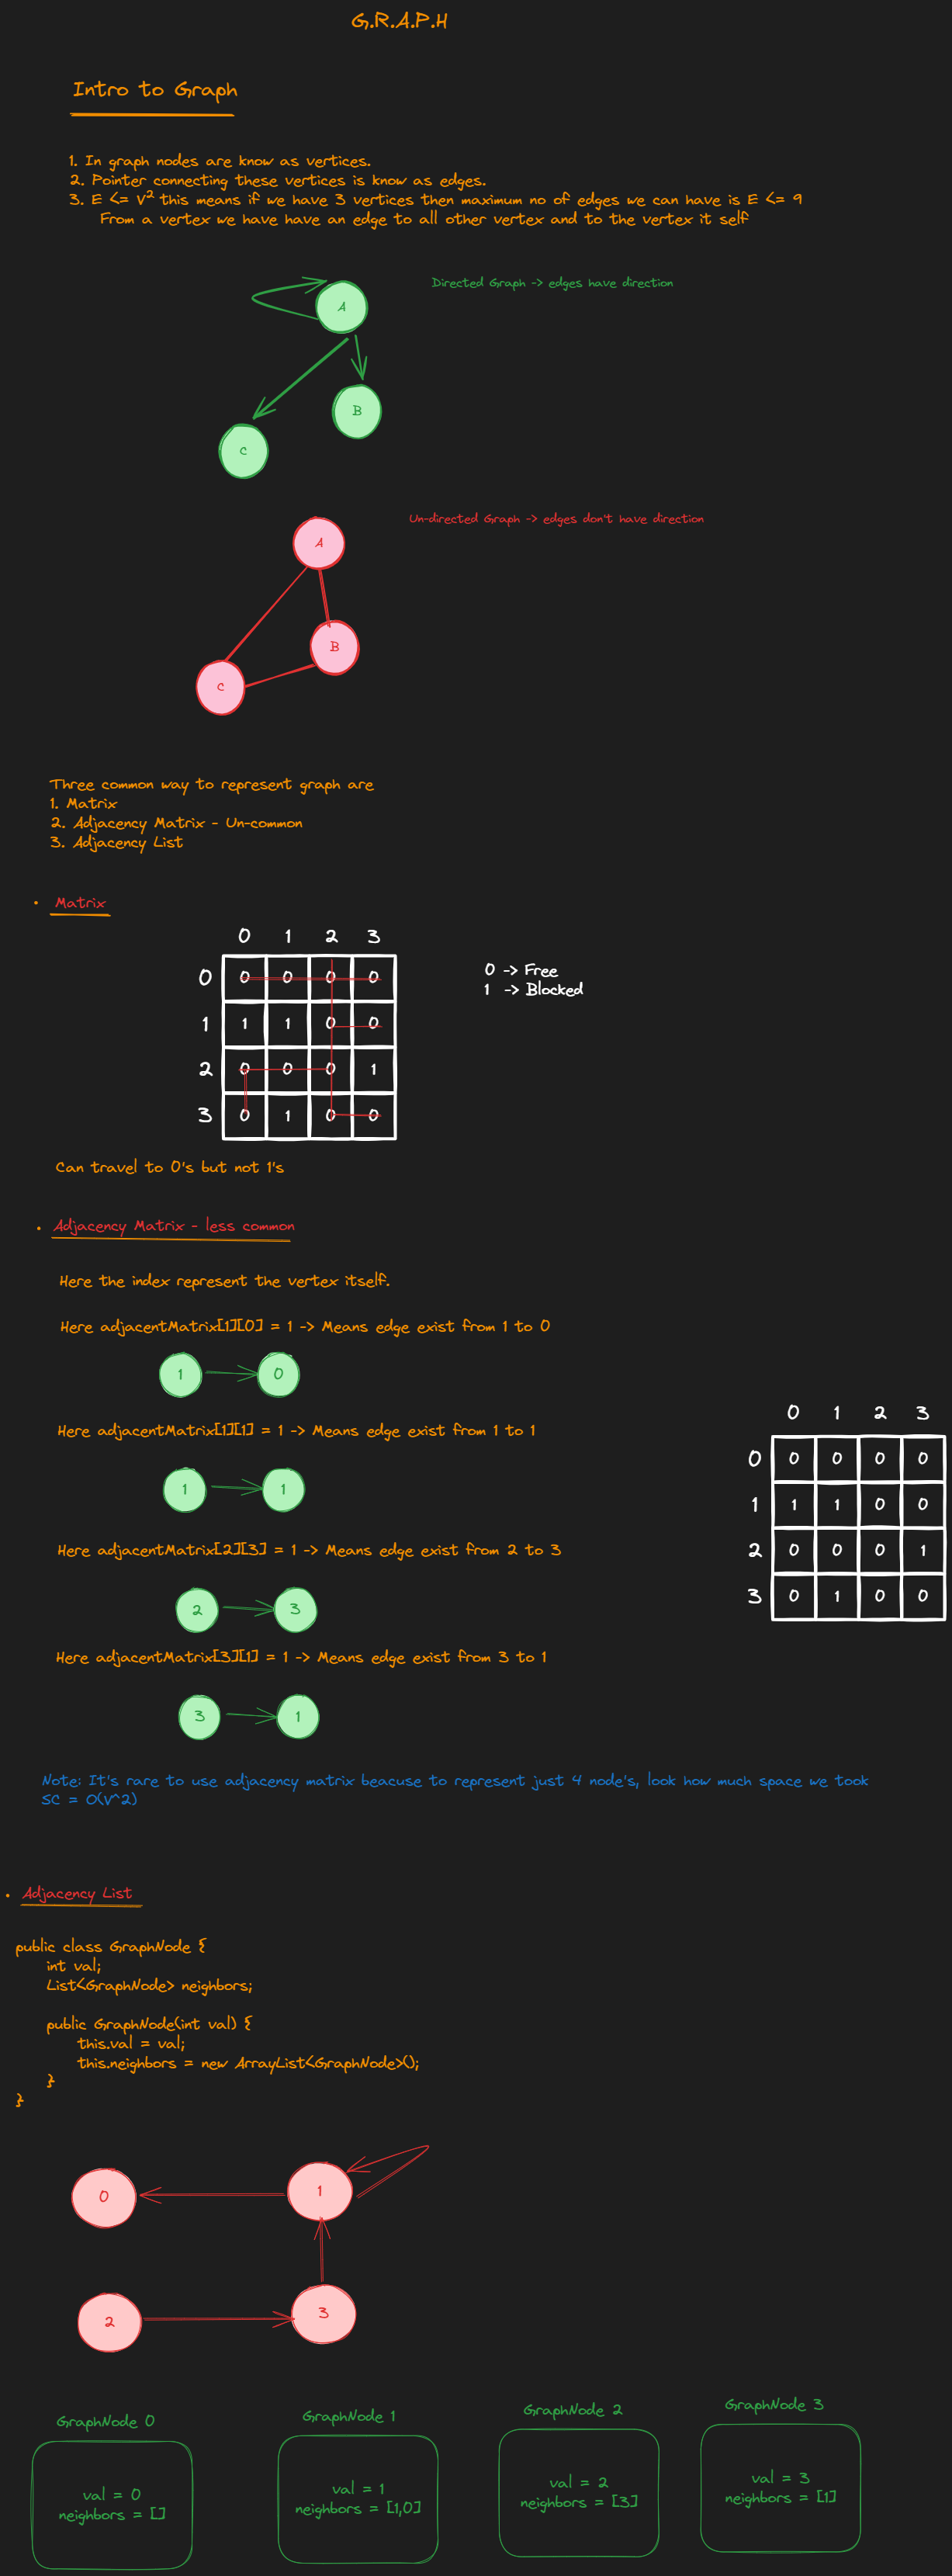 G.R.A.P.H
Intro to Graph
1. In graph nodes are know as vertices.
2. Pointer connecting these vertices is know as edges.
3. E <= V² this means if we have 3 vertices then maximum no of edges we can have is E <= 9
From a vertex we have have an edge to all other vertex and to the vertex it self
Directed Graph -> edges have direction
A
B
C
Un-directed Graph -> edges don't have direction
A
B
C
Three common way to represent graph are
1. Matrix
2. Adjacency Matrix - Un-common
3. Adjacency List
• Matrix
0 1 2 3
0 0 0 0 0
1 1 1 0 0
2 0 0 0 1
3 0 1 0 0
0 -> Free
1 -> Blocked
Can travel to 0's but not 1's
• Adjacency Matrix - less common
Here the index represent the vertex itself.
Here adjacentMatrix[1][0] = 1 -> Means edge exist from 1 to 0
1 0
Here adjacentMatrix[1][1] = 1 -> Means edge exist from 1 to 1
1 1
Here adjacentMatrix[2][3] = 1 -> Means edge exist from 2 to 3
2 3
Here adjacentMatrix[3][1] = 1 -> Means edge exist from 3 to 1
3 1
0 1 2 3
0 0 0 0 0
1 1 1 0 0
2 0 0 0 1
3 0 1 0 0
Note: It's rare to use adjacency matrix beacuse to represent just 4 node's, look how much space we took
SC = O(V^2)
• Adjacency List
public class GraphNode {
int val;
List<GraphNode> neighbors;
public GraphNode(int val) {
this.val = val;
this.neighbors = new ArrayList<GraphNode>();
}
}
0 1
2 3
GraphNode 0
val = 0
neighbors = []
GraphNode 1
val = 1
neighbors = [1,0]
GraphNode 2
val = 2
neighbors = [3]
GraphNode 3
val = 3
neighbors = [1]